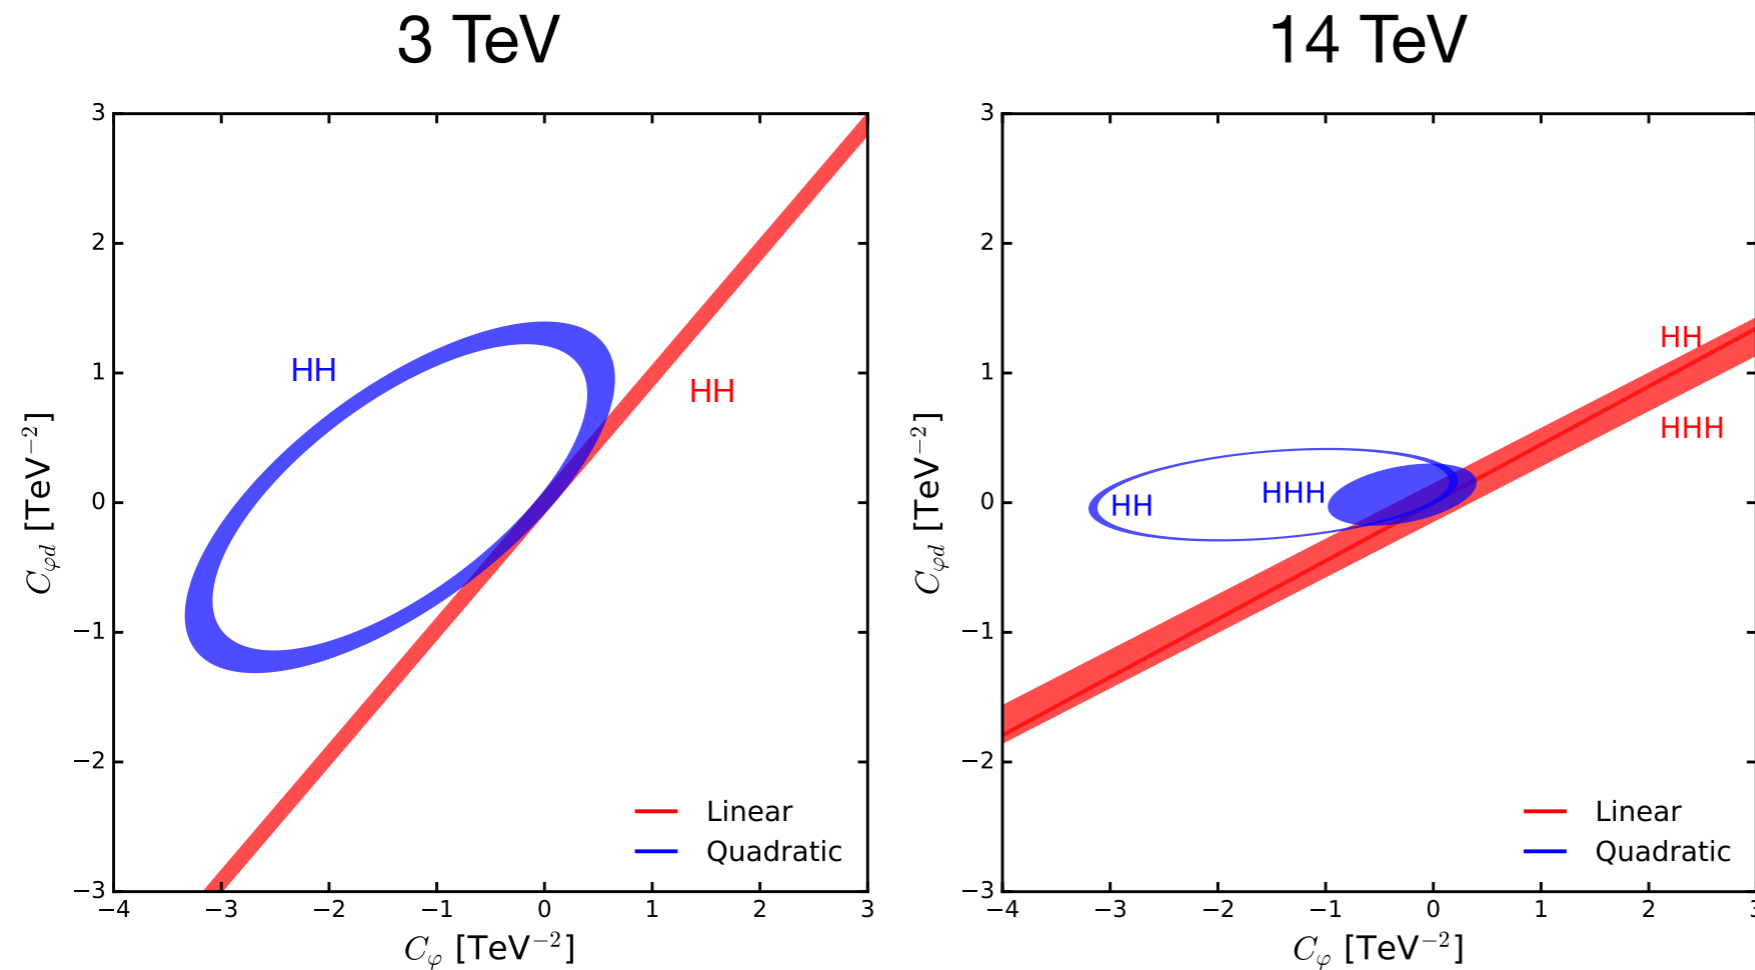 3 TeV
3
2
1
0
−1
−2
−3
−4
−3
−2
−1
0
1
2
3
C_{φd} [TeV^{−2}]
C_φ [TeV^{−2}]
HH
HH
Linear
Quadratic
14 TeV
3
2
1
0
−1
−2
−3
−4
−3
−2
−1
0
1
2
C_{φd} [TeV^{−2}]
C_φ [TeV^{−2}]
HH
HHH
HH
HHH
Linear
Quadratic